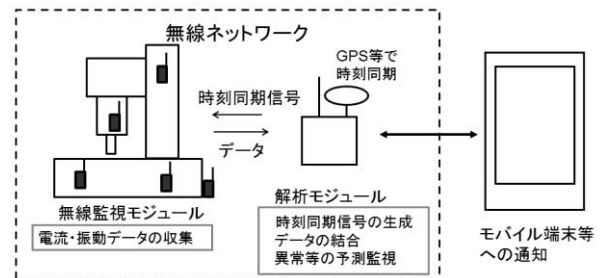 無線ネットワーク
GPS等で
時刻同期
時刻同期信号
データ
無線監視モジュール
電流・振動データの収集
解析モジュール
時刻同期信号の生成
データの結合
異常等の予測監視
モバイル端末等
への通知